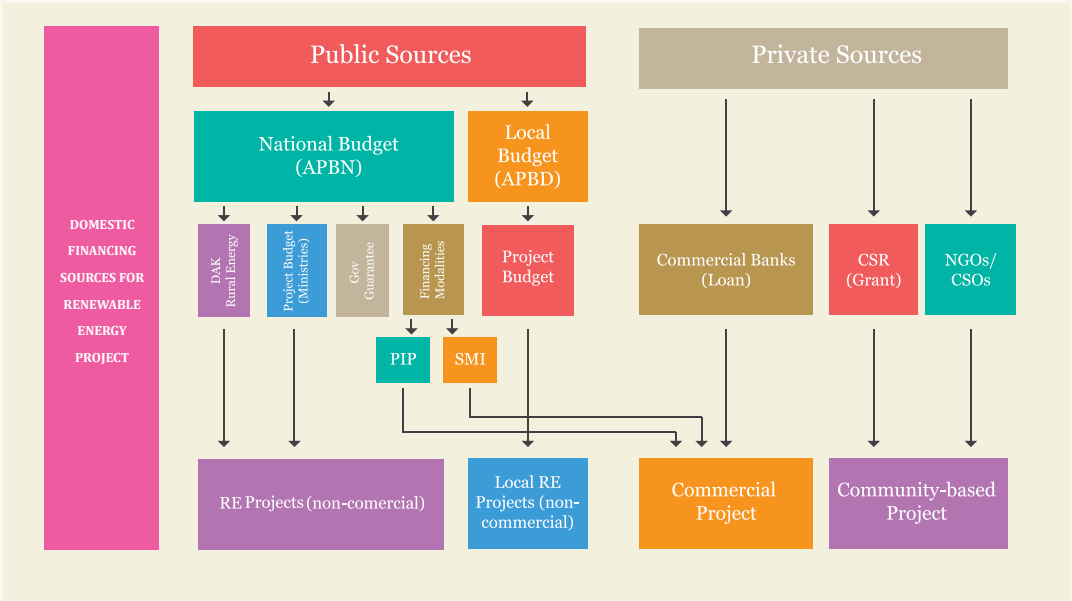 DOMESTIC
FINANCING
SOURCES FOR
RENEWABLE
ENERGY
PROJECT
Public Sources
Private Sources
National Budget
(APBN)
Local
Budget
(APBD)
DAK
Rural Energy
Project Budget
(Ministries)
Gov
Guarantee
Financing
Modalities
Project
Budget
Commercial Banks
(Loan)
CSR
(Grant)
NGOs/
CSOs
PIP
SMI
RE Projects (non-comercial)
Local RE
Projects (non-
commercial)
Commercial
Project
Community-based
Project